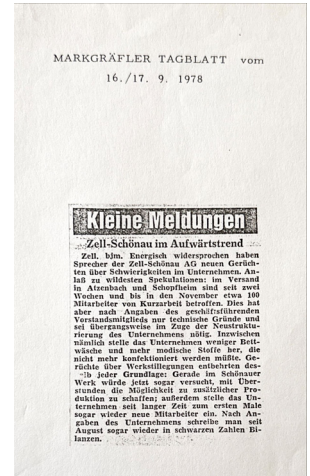 MARKGRÄFLER TAGBLATT vom
16./17. 9. 1978
Kleine Meldungen
Zell-Schönau im Aufwärtstrend
Zell. bjm. Energisch widersprochen haben
Sprecher der Zell-Schönau AG neuen Gerüch-
ten über Schwierigkeiten im Unternehmen. An-
laß zu wildesten Spekulationen: im Versand
in Atzenbach und Schopfheim sind seit zwei
Wochen und bis in den November etwa 100
Mitarbeiter von Kurzarbeit betroffen. Dies hat
aber nach Angaben des geschäftsführenden
Vorstandsmitglieds nur technische Gründe und
sei übergangsweise im Zuge der Neustruktu-
rierung des Unternehmens nötig. Inzwischen
nämlich stelle das Unternehmen weniger Bett-
wäsche und mehr modische Stoffe her, die
nicht mehr konfektioniert werden müßte. Ge-
rüchte über Werkstillegungen entbehrten des-
halb jeder Grundlage: Gerade im Schönauer
Werk würde jetzt sogar versucht, mit Über-
stunden die Möglichkeit zu zusätzlicher Pro-
duktion zu schaffen; außerdem stelle das Un-
ternehmen seit langer Zeit zum ersten Male
sogar wieder neue Mitarbeiter ein. Nach An-
gaben des Unternehmens schreibe man seit
August sogar wieder in schwarzen Zahlen Bi-
lanzen.